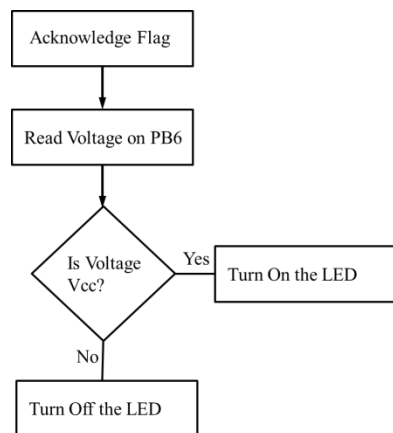 Acknowledge Flag
Read Voltage on PB6
Is Voltage
Vcc?
Yes
Turn On the LED
No
Turn Off the LED